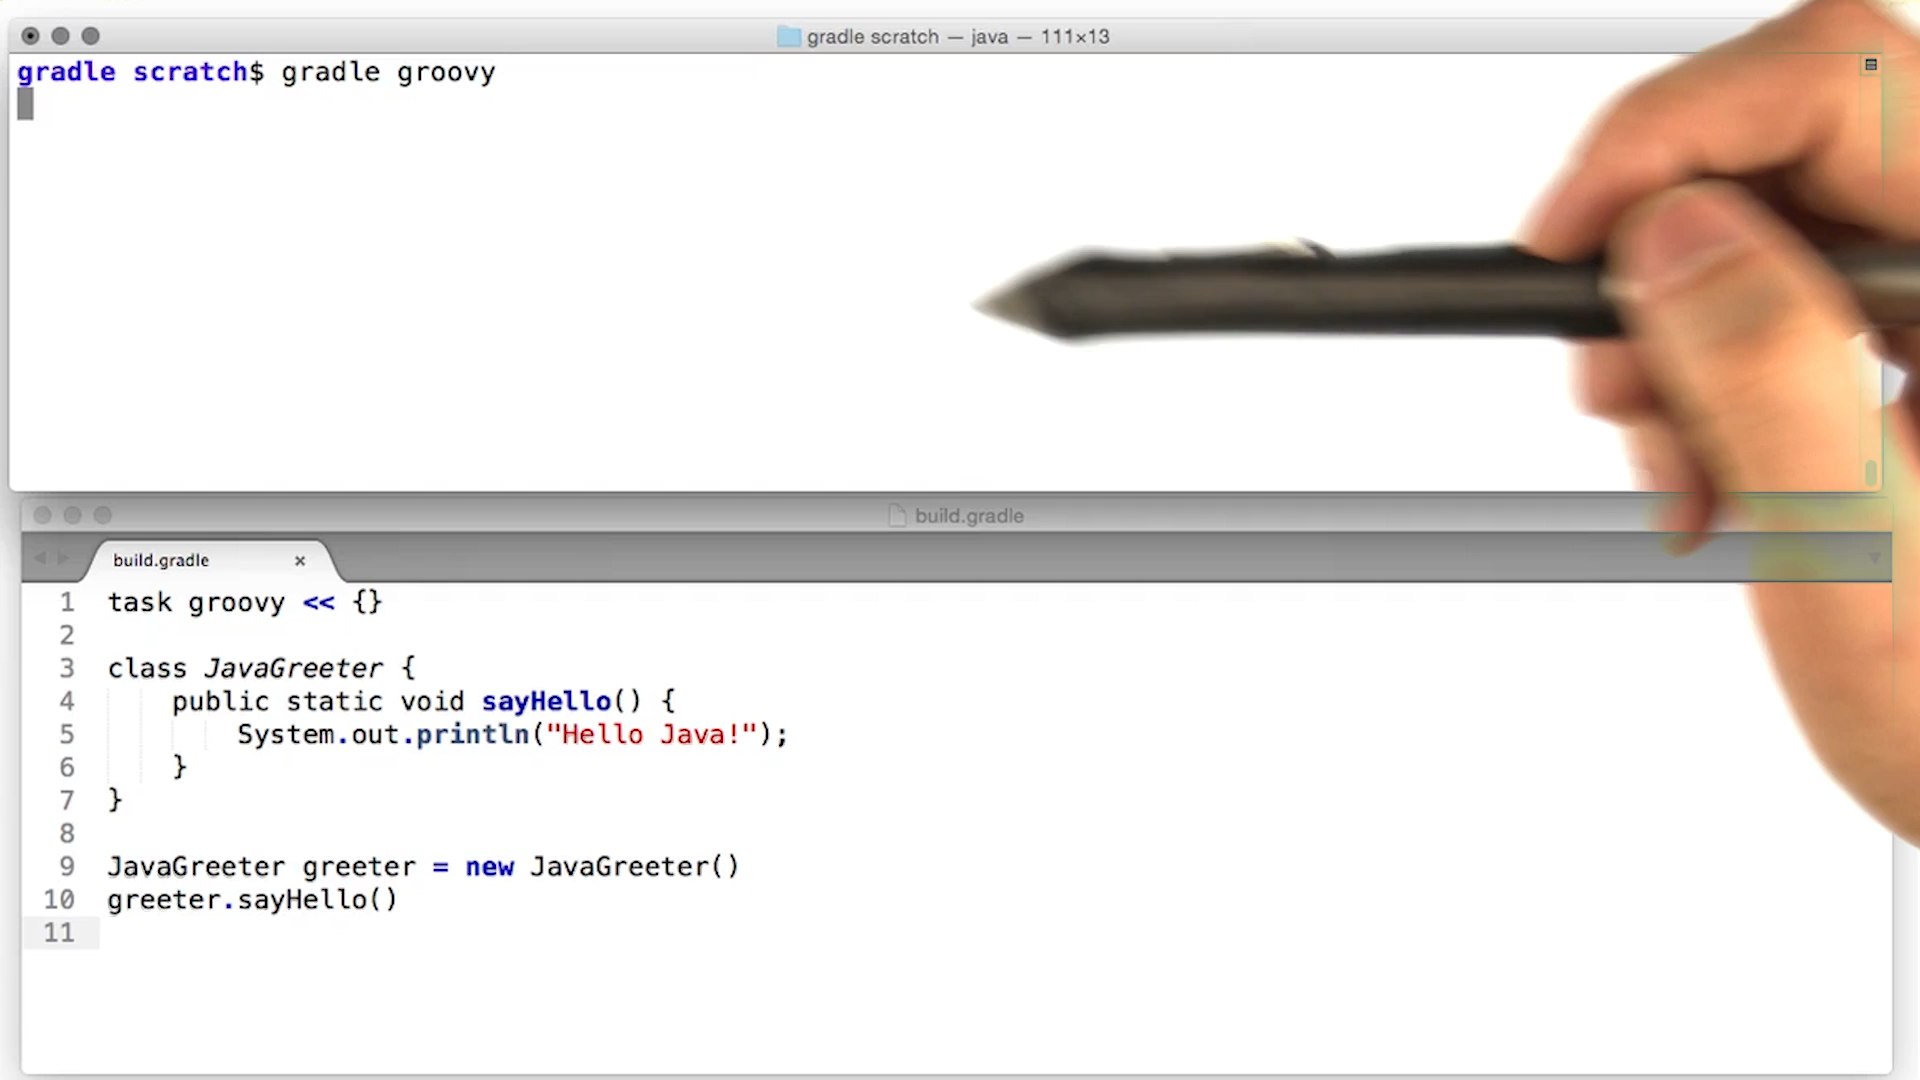 gradle scratch — java — 111×13
gradle scratch$ gradle groovy
build.gradle
build.gradle ×
1 task groovy << {}
2
3 class JavaGreeter {
4 public static void sayHello() {
5 System.out.println("Hello Java!");
6 }
7 }
8
9 JavaGreeter greeter = new JavaGreeter()
10 greeter.sayHello()
11